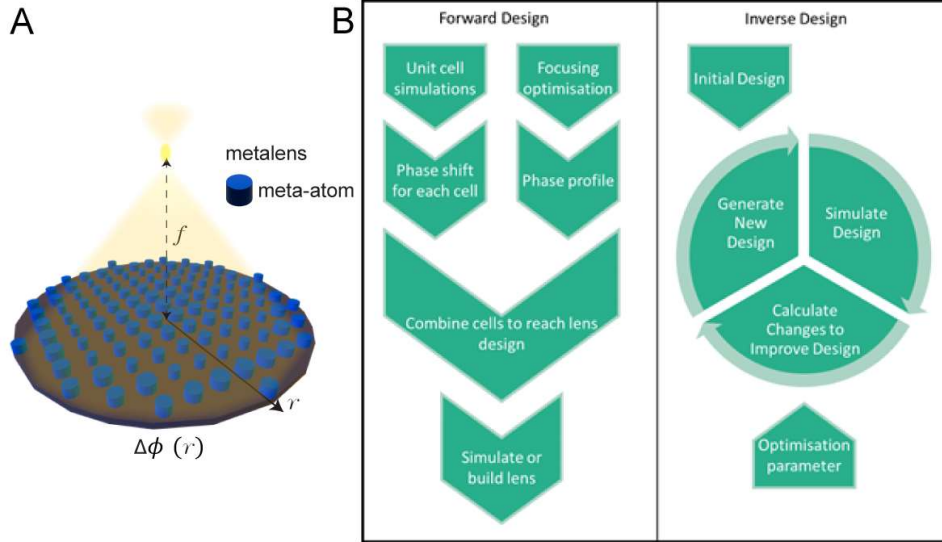 A
metalens
meta-atom
f
r
Δϕ (r)
B
Forward Design
Unit cell
simulations
Focusing
optimisation
Phase shift
for each cell
Phase profile
Combine cells to reach lens
design
Simulate or
build lens
Inverse Design
Initial Design
Generate
New
Design
Simulate
Design
Calculate
Changes to
Improve Design
Optimisation
parameter